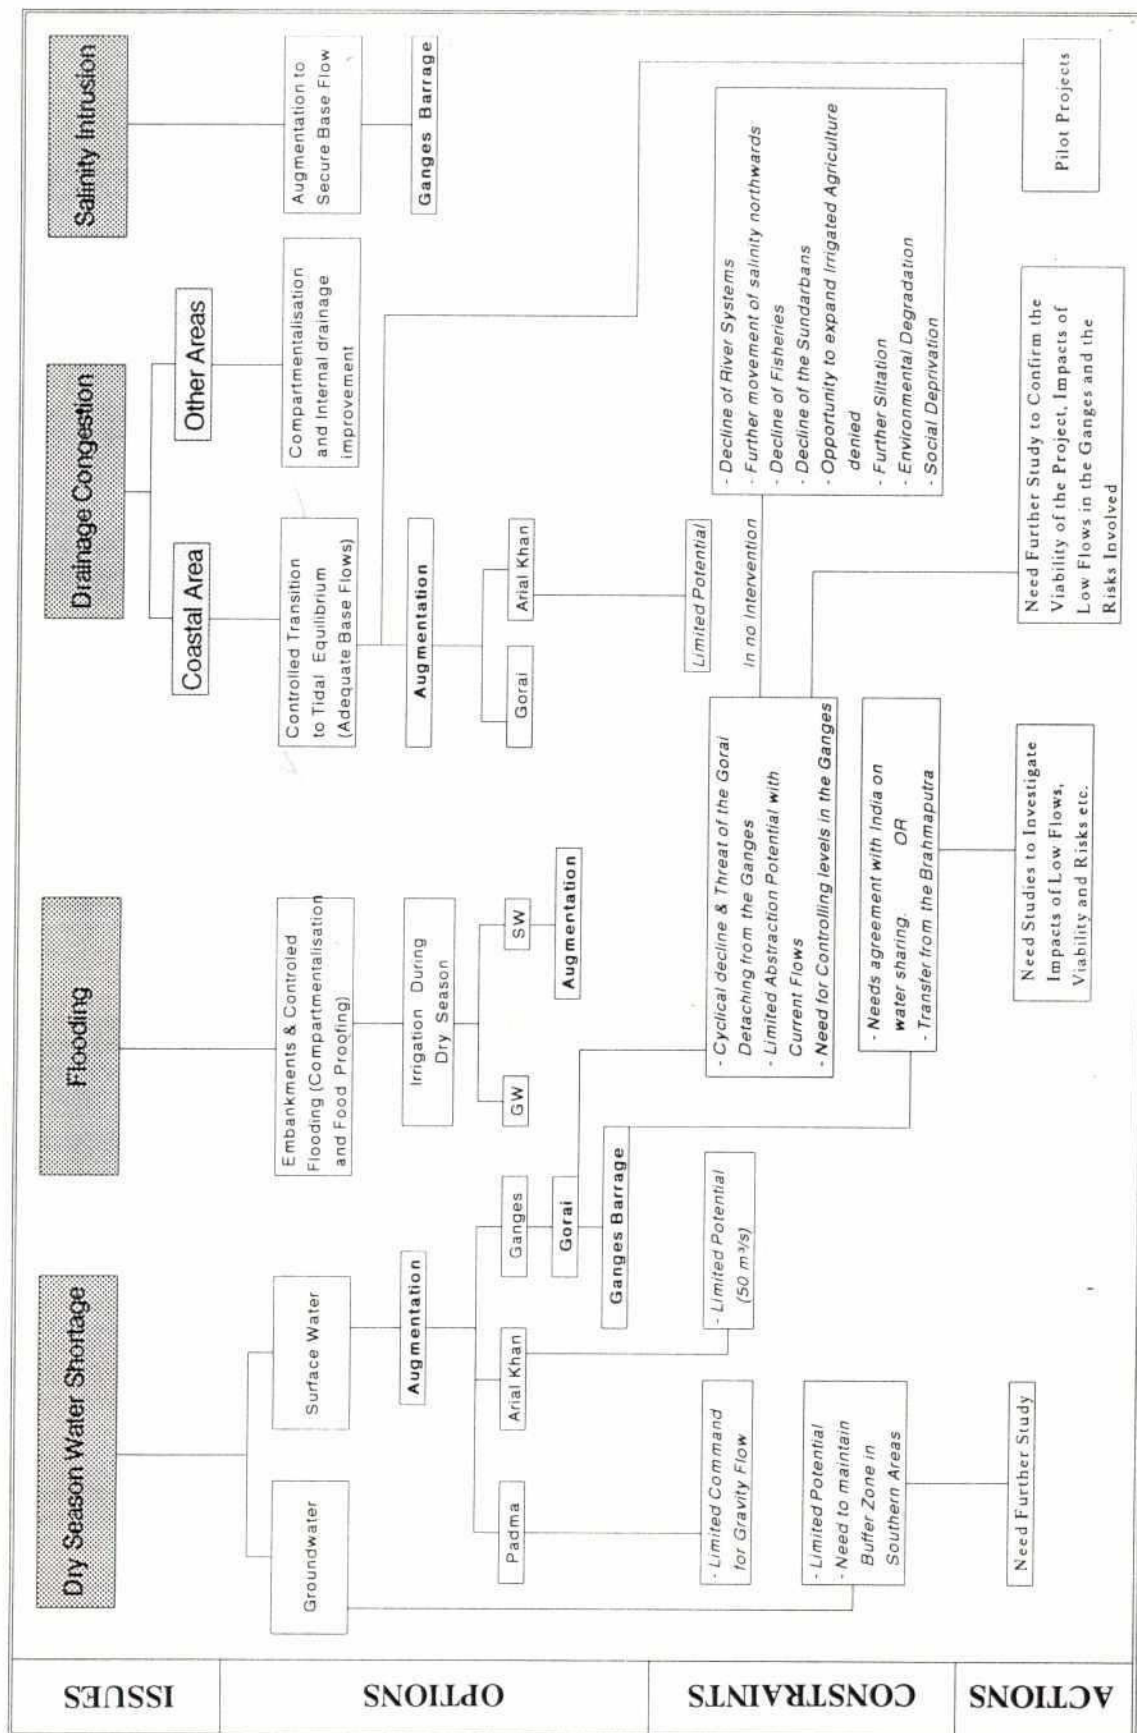 ISSUES
OPTIONS
CONSTRAINTS
ACTIONS
Dry Season Water Shortage
Flooding
Drainage Congestion
Salinity Intrusion
Coastal Area
Other Areas
Groundwater
Surface Water
Embankments & Controled
Flooding (Compartmentalisation
and Food Proofing)
Controlled Transition
to Tidal Equilibrium
(Adequate Base Flows)
Compartmentalisation
and Internal drainage
improvement
Augmentation to
Secure Base Flow
Augmentation
Irrigation During
Dry Season
Augmentation
Ganges Barrage
Padma
Arial Khan
Ganges
GW
SW
Gorai
Arial Khan
Gorai
Augmentation
Ganges Barrage
- Limited Command
for Gravity Flow
- Limited Potential
(50 m³/s)
- Cyclical decline & Threat of the Gorai
Detaching from the Ganges
- Limited Abstraction Potential with
Current Flows
- Need for Controlling levels in the Ganges
Limited Potential
In no Intervention
- Decline of River Systems
- Further movement of salinity northwards
- Decline of Fisheries
- Decline of the Sundarbans
- Opportunity to expand Irrigated Agriculture
denied
- Further Siltation
- Environmental Degradation
- Social Deprivation
- Limited Potential
- Need to maintain
Buffer Zone in
Southern Areas
- Needs agreement with India on
water sharing. OR
- Transfer from the Brahmaputra
Need Further Study
Need Studies to Investigate
Impacts of Low Flows,
Viability and Risks etc.
Need Further Study to Confirm the
Viability of the Project, Impacts of
Low Flows in the Ganges and the
Risks Involved
Pilot Projects